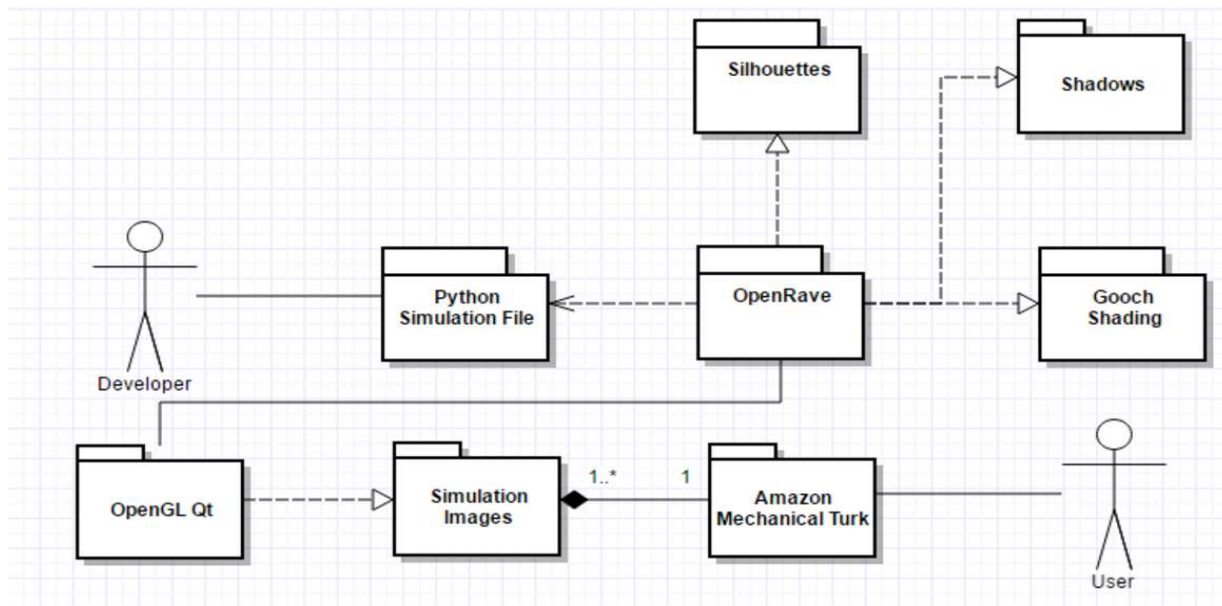 Silhouettes
Shadows
Python
Simulation File
OpenRave
Gooch
Shading
Developer
OpenGL Qt
Simulation
Images
1..*
1
Amazon
Mechanical Turk
User